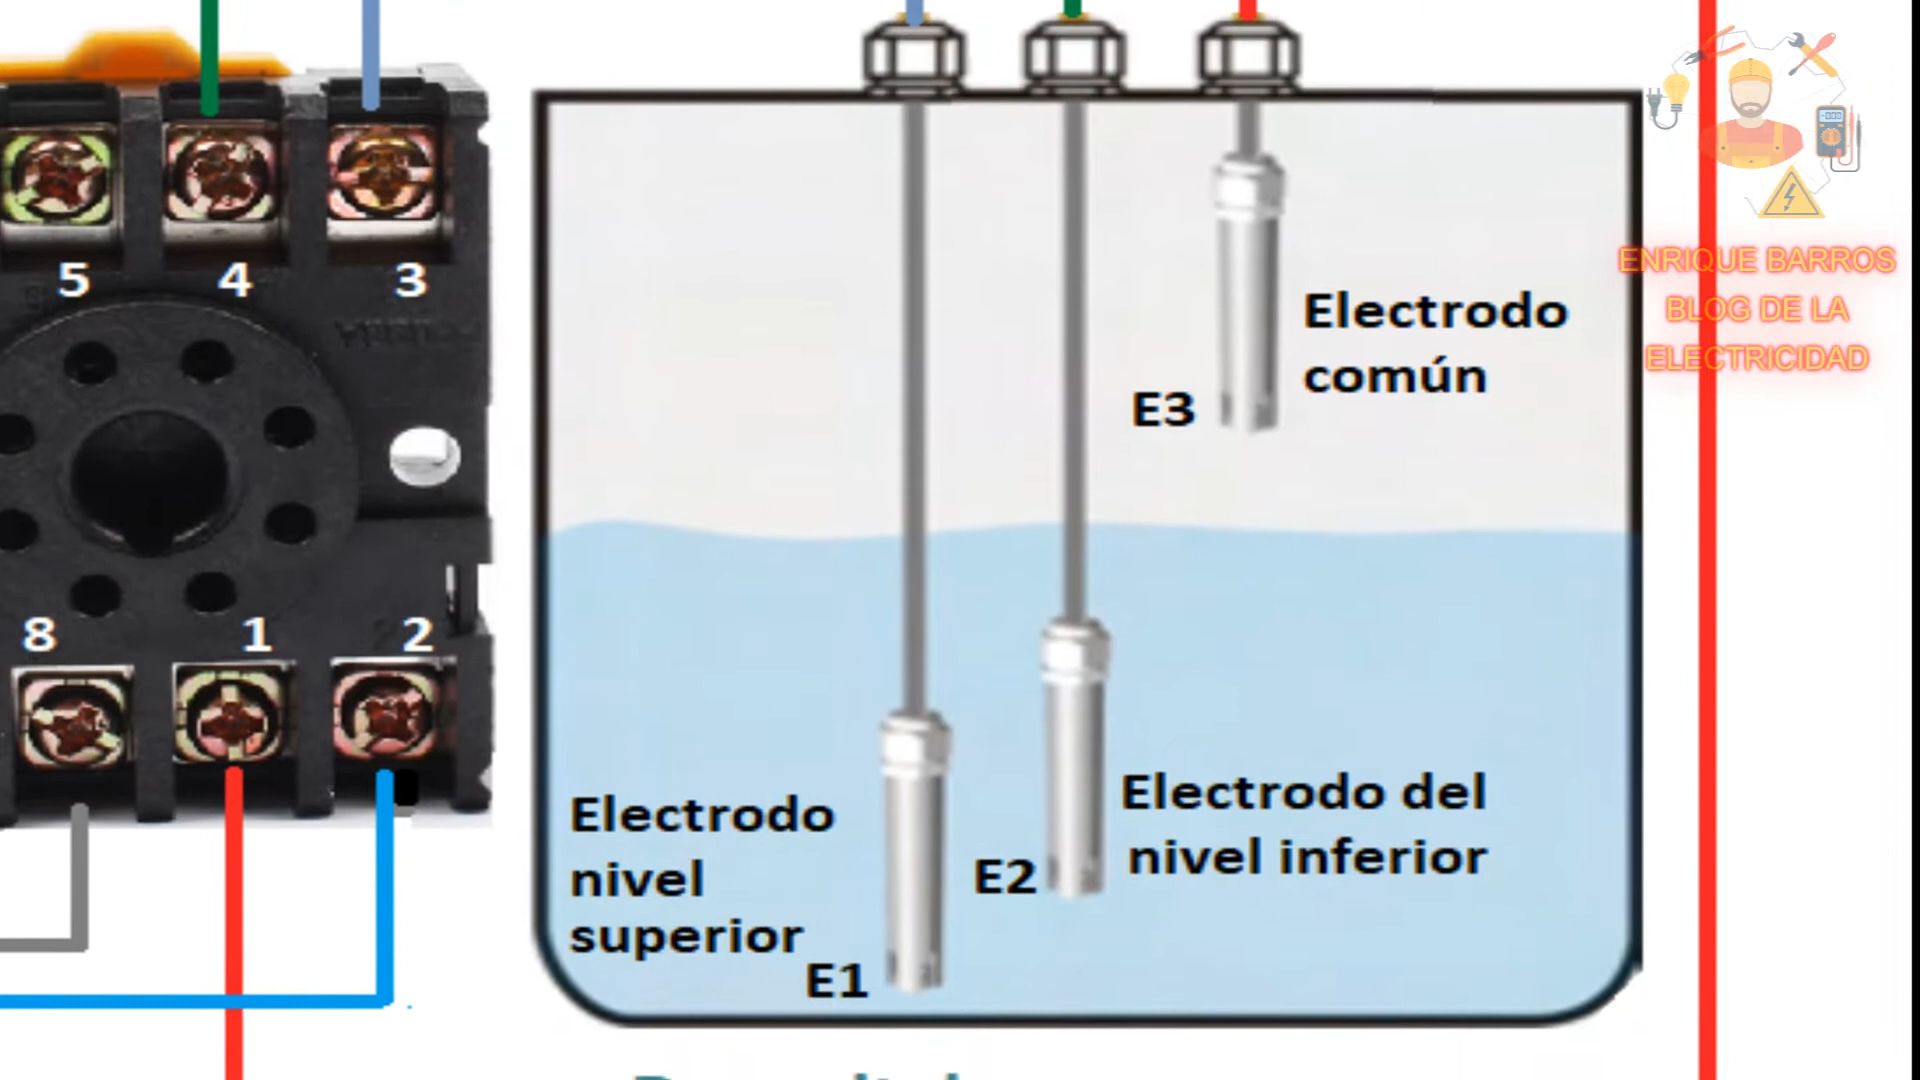 5 4 3
8 1 2
Electrodo
común
E3
Electrodo
nivel
superior
E1
Electrodo del
nivel inferior
E2
ENRIQUE BARROS
BLOG DE LA
ELECTRICIDAD